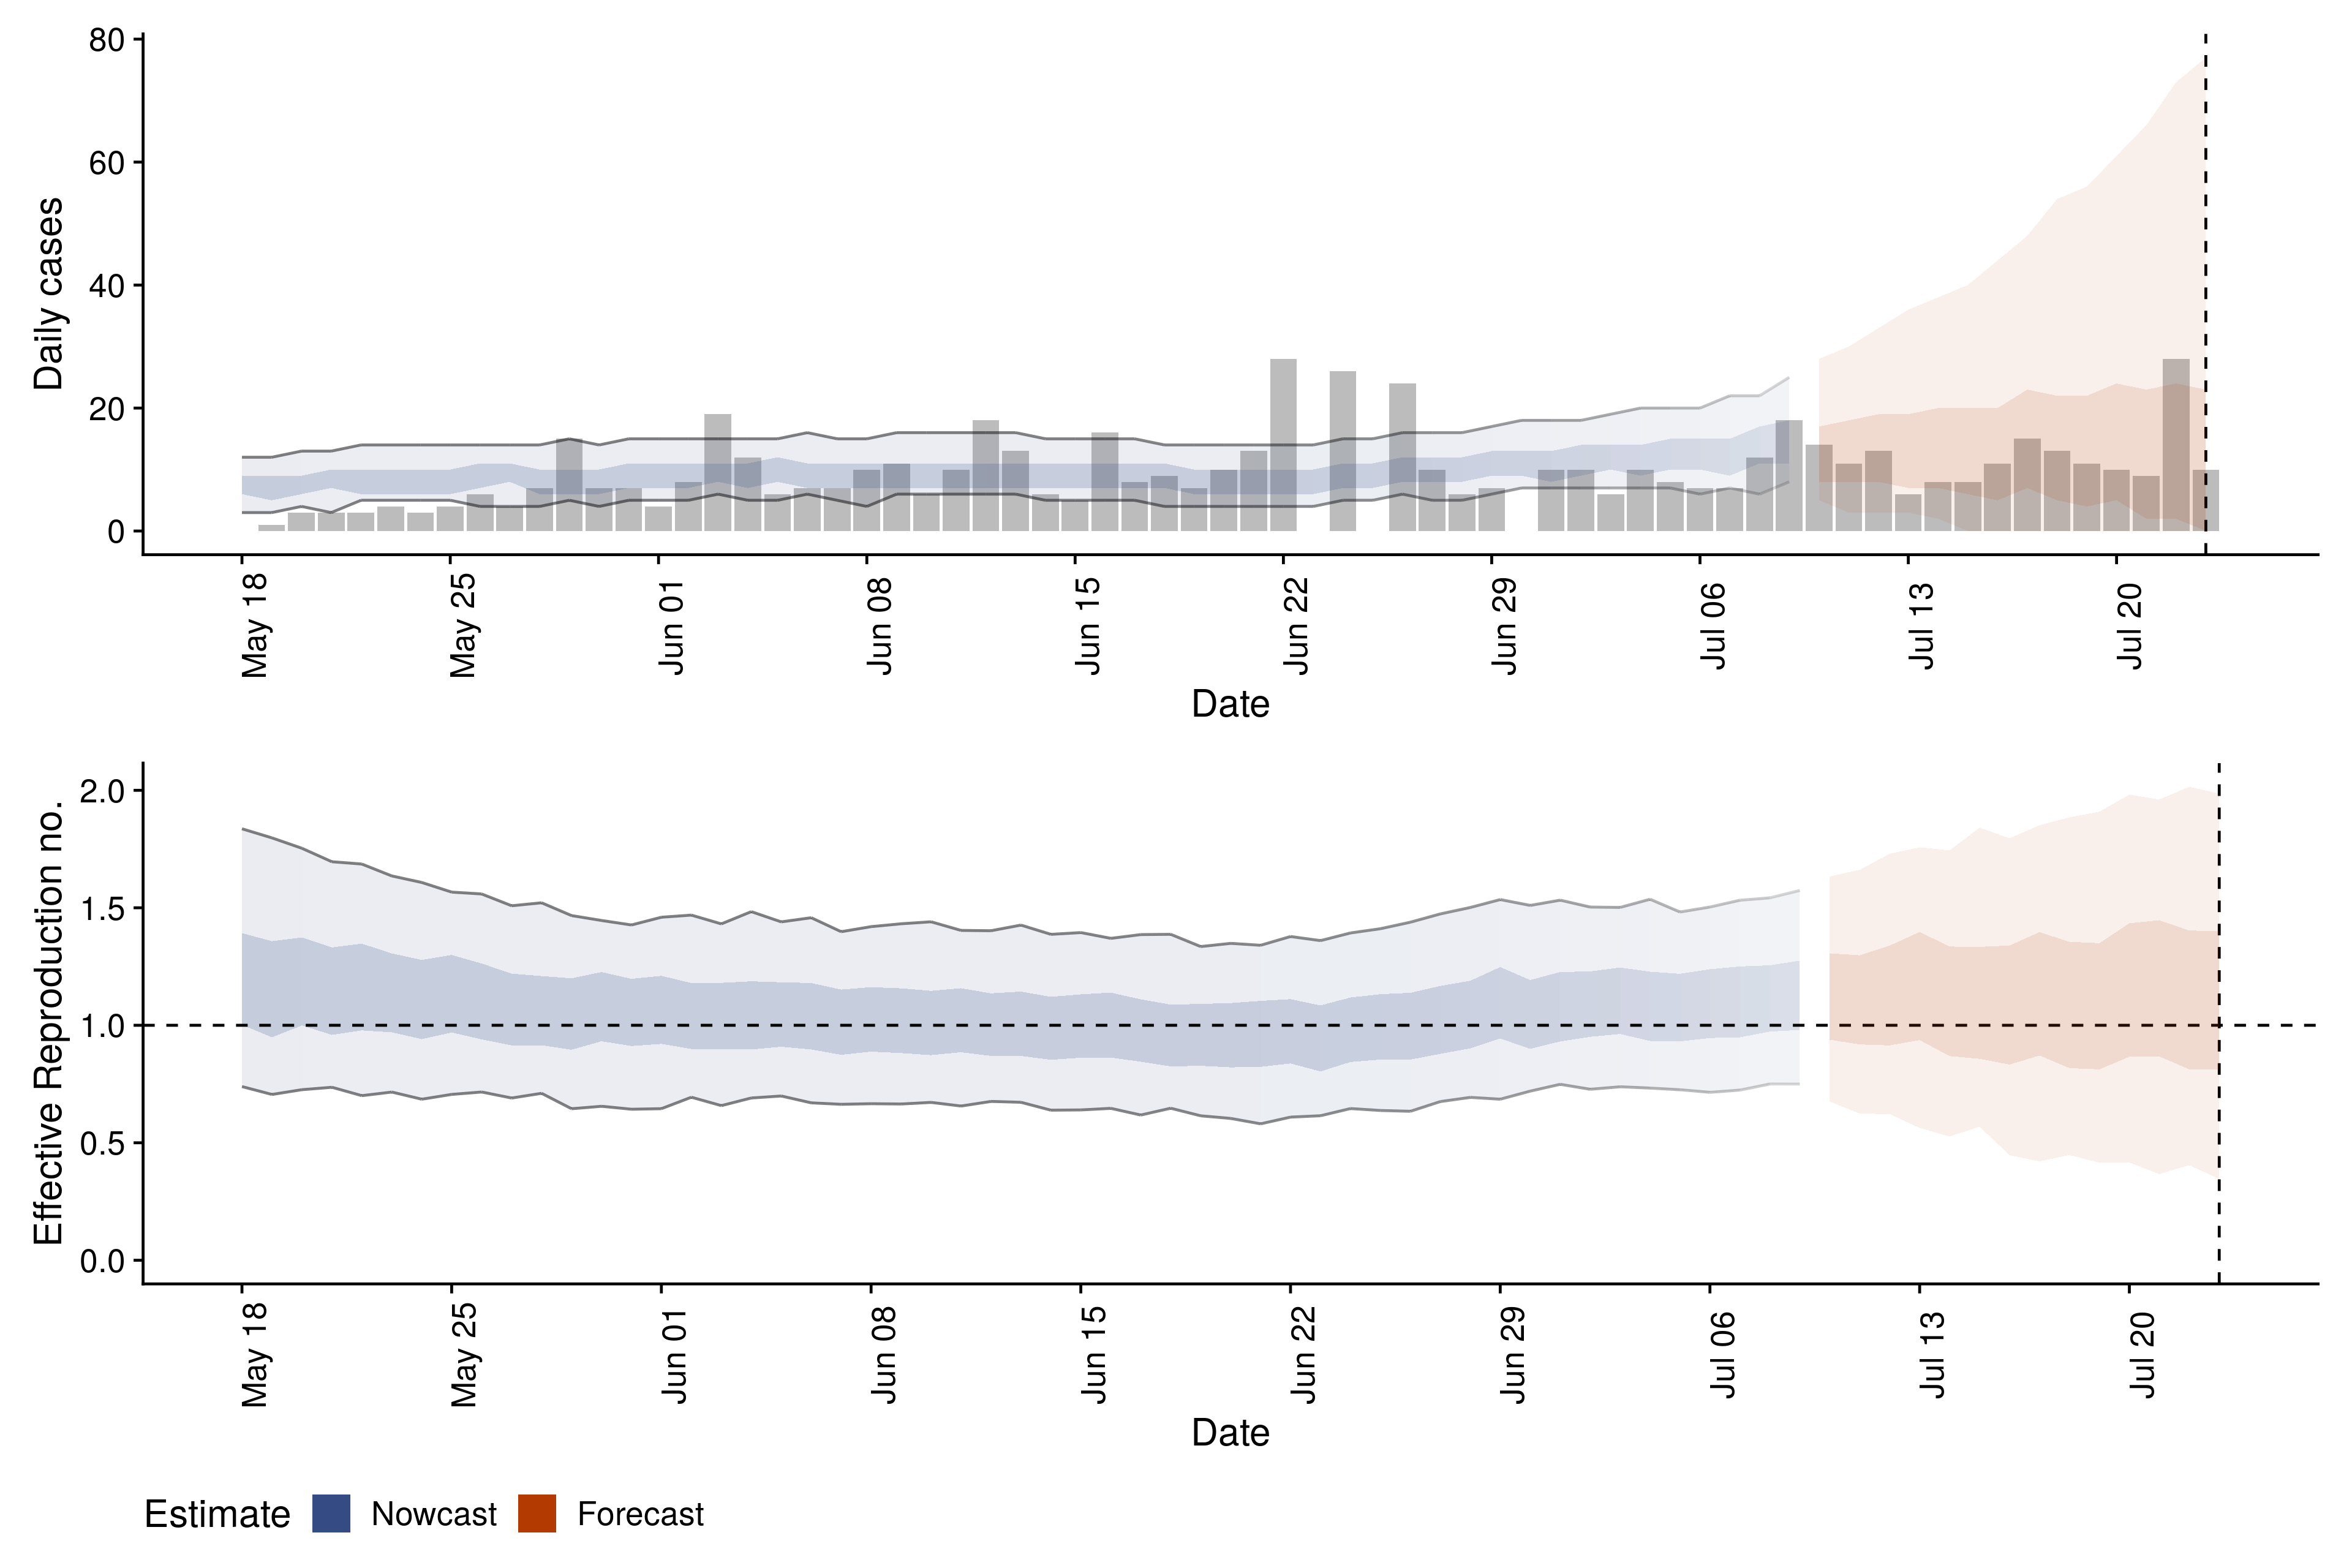 Daily cases
80
60
40
20
0
May 18
May 25
Jun 01
Jun 08
Jun 15
Jun 22
Jun 29
Jul 06
Jul 13
Jul 20
Date
Effective Reproduction no.
2.0
1.5
1.0
0.5
0.0
May 18
May 25
Jun 01
Jun 08
Jun 15
Jun 22
Jun 29
Jul 06
Jul 13
Jul 20
Date
Estimate Nowcast Forecast